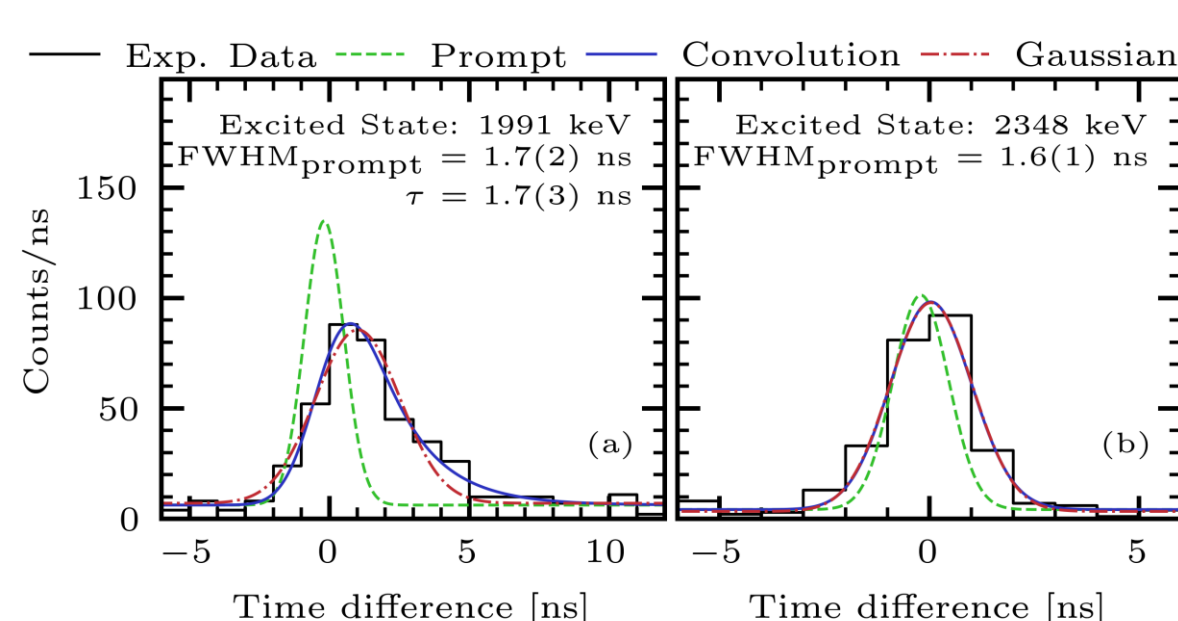 Exp. Data Prompt Convolution Gaussian
Excited State: 1991 keV
FWHMprompt = 1.7(2) ns
τ = 1.7(3) ns
(a)
Excited State: 2348 keV
FWHMprompt = 1.6(1) ns
(b)
Counts/ns
150
100
50
0
−5 0 5 10
−5 0 5
Time difference [ns]
Time difference [ns]